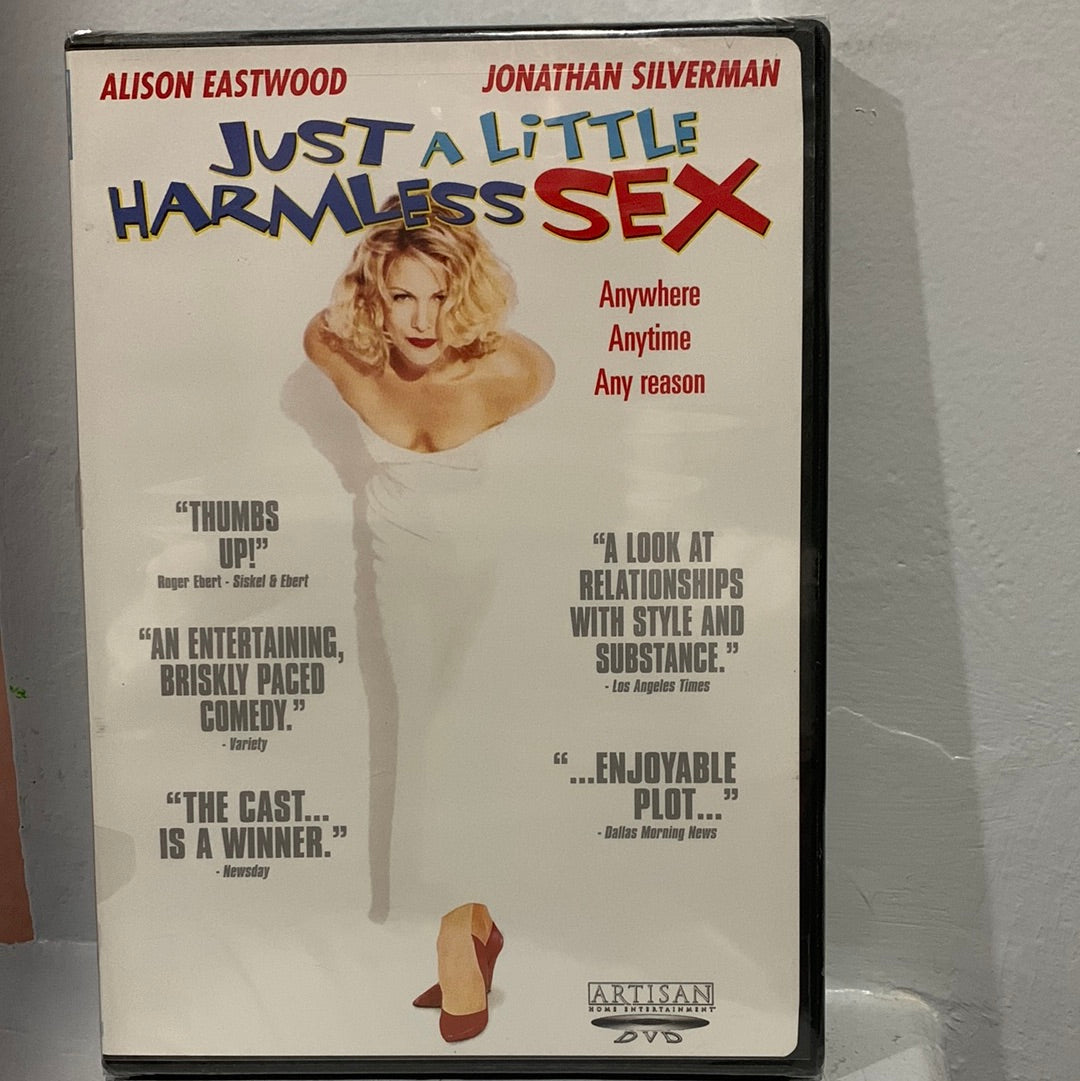 ALISON EASTWOOD
JONATHAN SILVERMAN
JUST A LiTTLE
HARMLESS SEX
Anywhere
Anytime
Any reason
“THUMBS
UP!”
Roger Ebert - Siskel & Ebert
“AN ENTERTAINING,
BRISKLY PACED
COMEDY.”
- Variety
“THE CAST...
IS A WINNER.”
- Newsday
“A LOOK AT
RELATIONSHIPS
WITH STYLE AND
SUBSTANCE.”
- Los Angeles Times
“...ENJOYABLE
PLOT...”
- Dallas Morning News
ARTISAN
HOME ENTERTAINMENT
DVD